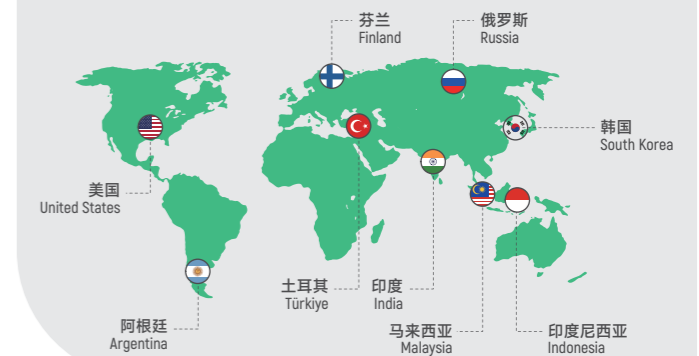 芬兰
Finland
俄罗斯
Russia
韩国
South Korea
美国
United States
土耳其
Türkiye
印度
India
阿根廷
Argentina
马来西亚
Malaysia
印度尼西亚
Indonesia